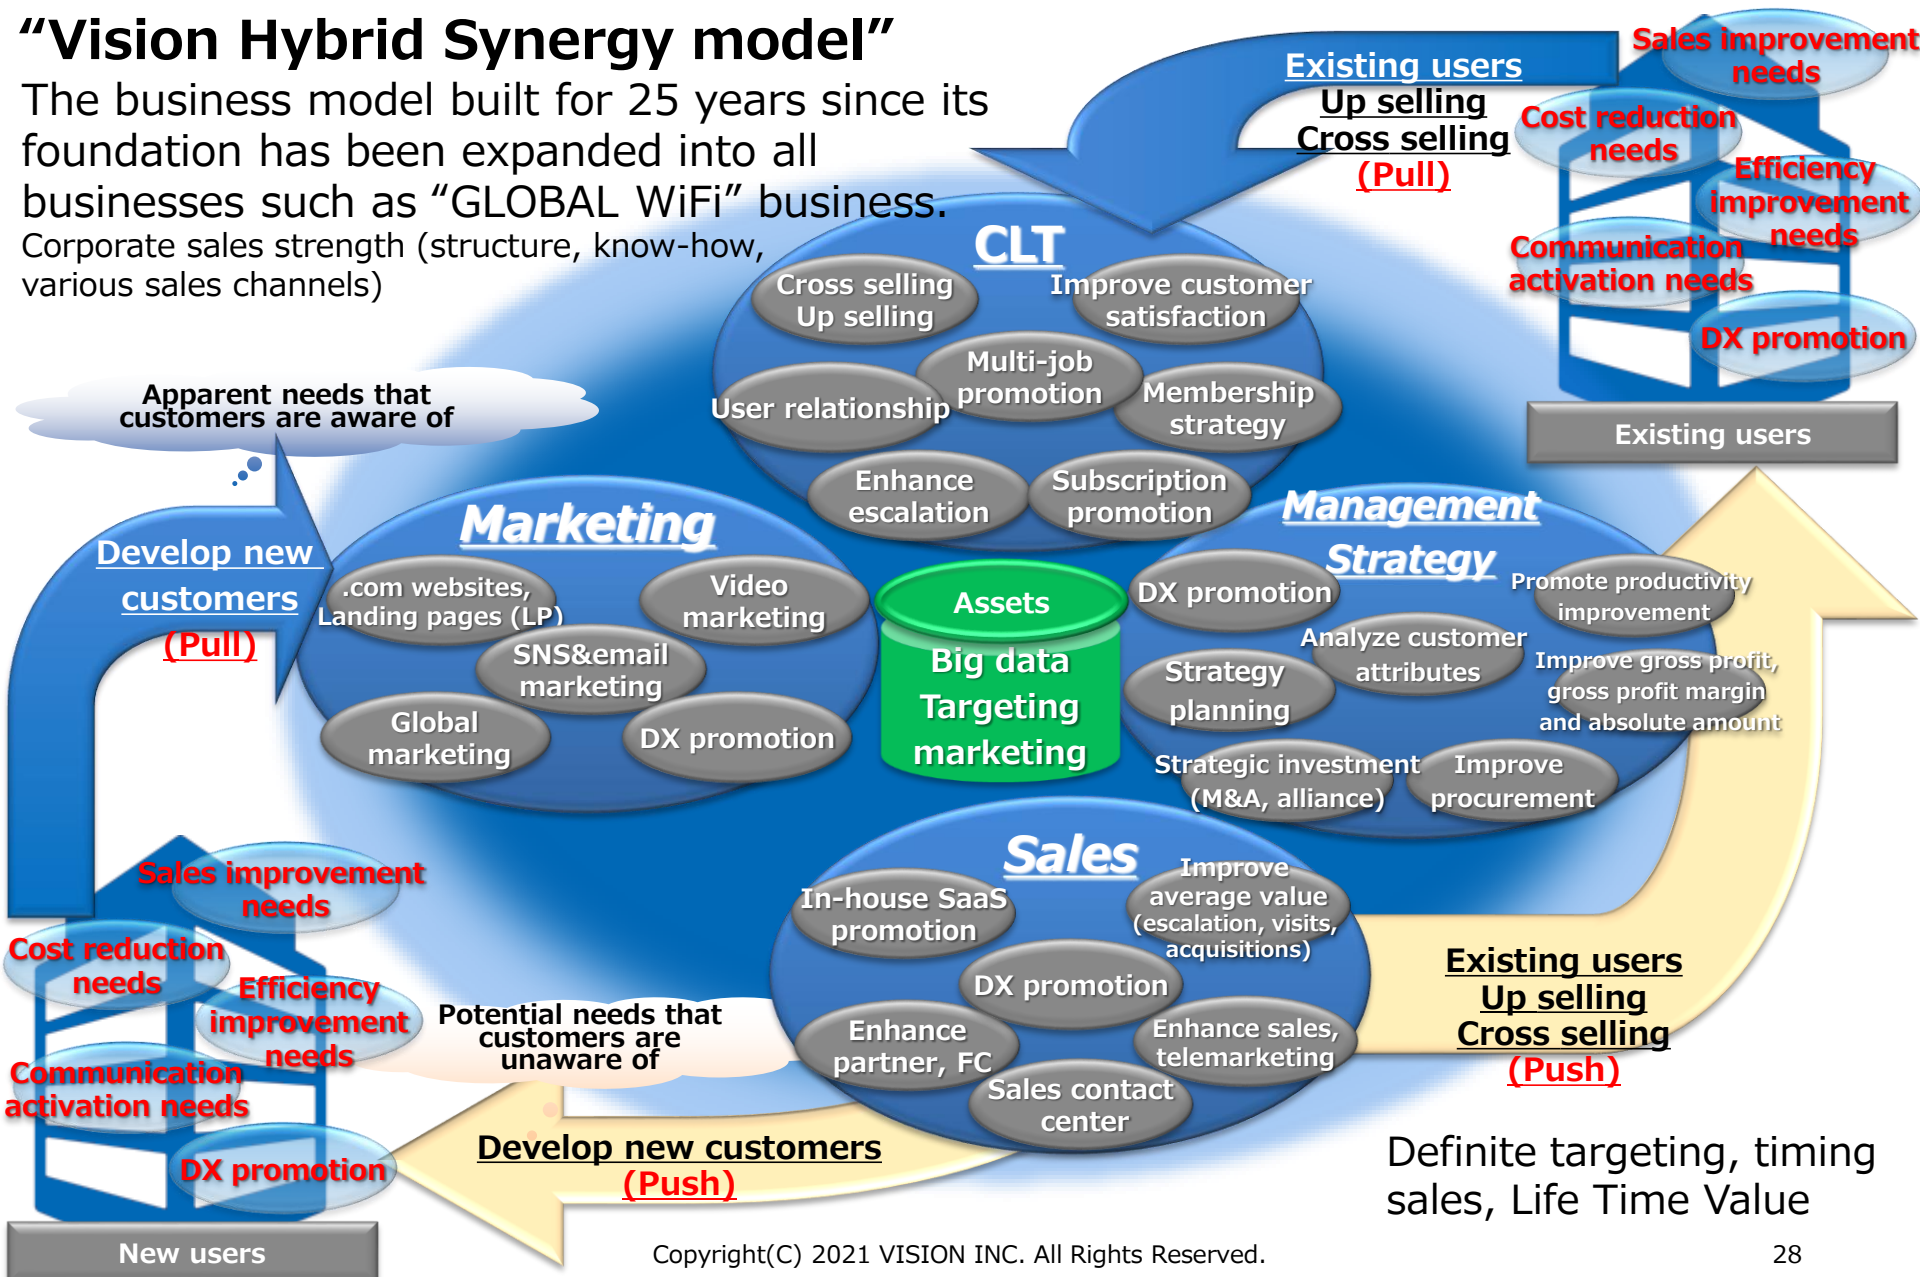 “Vision Hybrid Synergy model”
The business model built for 25 years since its
foundation has been expanded into all
businesses such as “GLOBAL WiFi” business.
Corporate sales strength (structure, know-how,
various sales channels)
Existing users
Up selling
Cross selling
(Pull)
Sales improvement
needs
Cost reduction
needs
Efficiency
improvement
needs
Communication
activation needs
DX promotion
Existing users
CLT
Cross selling
Up selling
Improve customer
satisfaction
Multi-job
promotion
User relationship
Membership
strategy
Enhance
escalation
Subscription
promotion
Apparent needs that
customers are aware of
Develop new
customers
(Pull)
Marketing
.com websites,
Landing pages (LP)
Video
marketing
SNS&email
marketing
Global
marketing
DX promotion
Assets
Big data
Targeting
marketing
Management
Strategy
DX promotion
Promote productivity
improvement
Analyze customer
attributes
Strategy
planning
Improve gross profit,
gross profit margin
and absolute amount
Strategic investment
(M&A, alliance)
Improve
procurement
Sales
In-house SaaS
promotion
Improve
average value
(escalation, visits,
acquisitions)
DX promotion
Enhance
partner, FC
Enhance sales,
telemarketing
Sales contact
center
Existing users
Up selling
Cross selling
(Push)
Sales improvement
needs
Cost reduction
needs
Efficiency
improvement
needs
Communication
activation needs
DX promotion
New users
Potential needs that
customers are
unaware of
Develop new customers
(Push)
Definite targeting, timing
sales, Life Time Value
Copyright(C) 2021 VISION INC. All Rights Reserved.
28